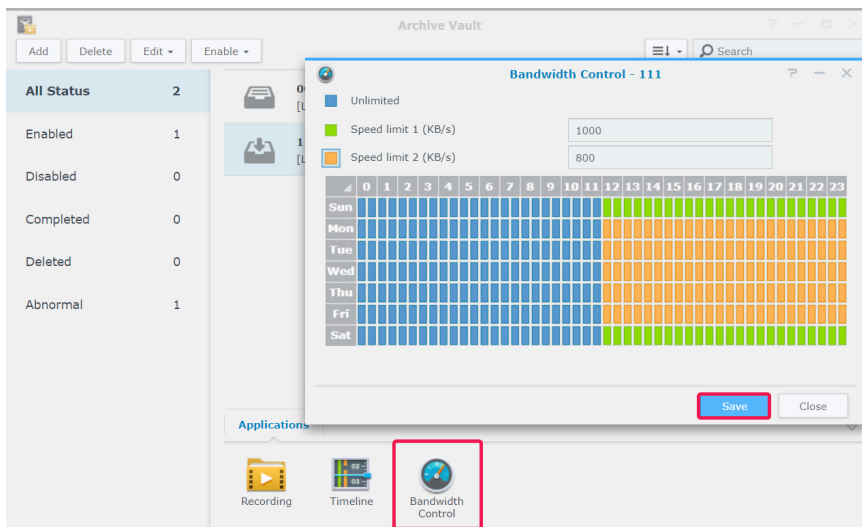 Archive Vault
Add Delete Edit Enable Search
Bandwidth Control - 111
All Status 2
Enabled 1
Disabled 0
Completed 0
Deleted 0
Abnormal 1
Unlimited
Speed limit 1 (KB/s) 1000
Speed limit 2 (KB/s) 800
0 1 2 3 4 5 6 7 8 9 10 11 12 13 14 15 16 17 18 19 20 21 22 23
Sun
Mon
Tue
Wed
Thu
Fri
Sat
Save Close
Applications
Recording
Timeline
Bandwidth
Control